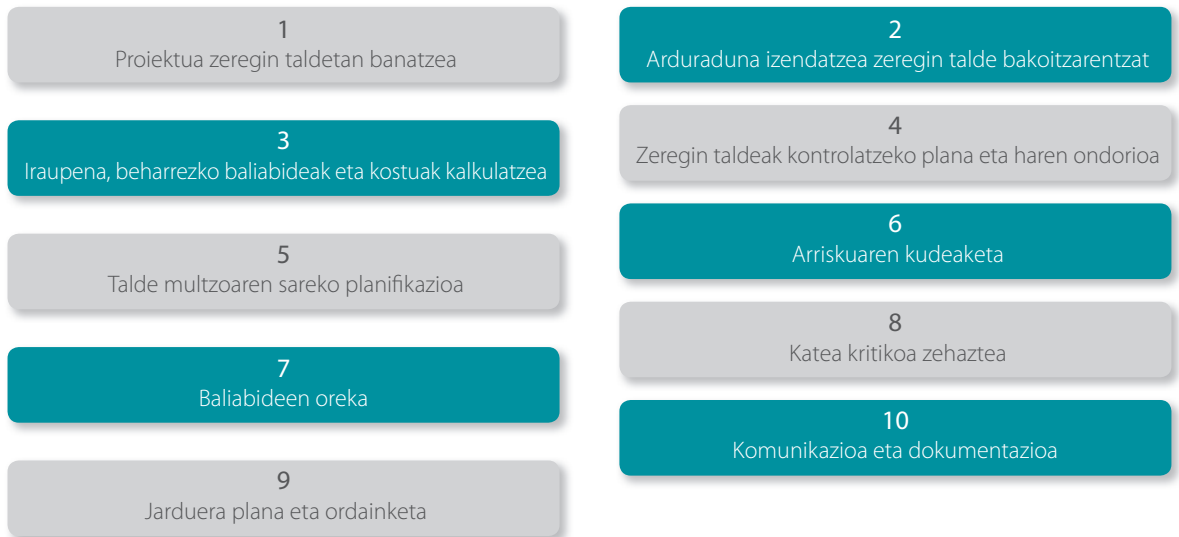 1
Proiektua zeregin taldetan banatzea
2
Arduraduna izendatzea zeregin talde bakoitzarentzat
3
Iraupena, beharrezko baliabideak eta kostuak kalkulatzea
4
Zeregin taldeak kontrolatzeko plana eta haren ondorioa
5
Talde multzoaren sareko planifikazioa
6
Arriskuaren kudeaketa
7
Baliabideen oreka
8
Katea kritikoa zehaztea
9
Jarduera plana eta ordainketa
10
Komunikazioa eta dokumentazioa